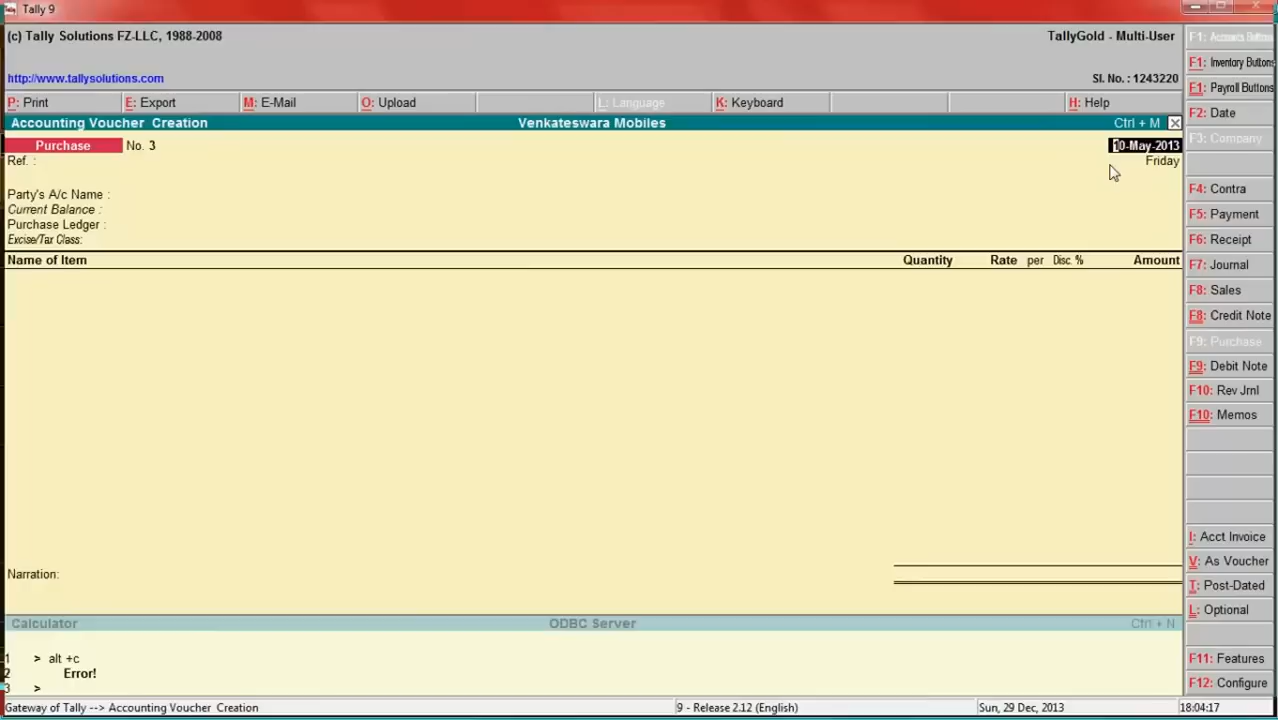 Tally 9
(c) Tally Solutions FZ-LLC, 1988-2008
TallyGold - Multi-User
http://www.tallysolutions.com
Sl. No. : 1243220
P: Print
E: Export
M: E-Mail
O: Upload
L: Language
K: Keyboard
H: Help
Accounting Voucher Creation
Venkateswara Mobiles
Ctrl + M
Purchase
No. 3
10-May-2013
Ref. :
Friday
Party's A/c Name :
Current Balance :
Purchase Ledger :
Excise/Tax Class:
Name of Item
Quantity
Rate
per
Disc. %
Amount
Narration:
Calculator
ODBC Server
Ctrl + N
1 > alt +c
2 Error!
3 >
Gateway of Tally --> Accounting Voucher Creation
9 - Release 2.12 (English)
Sun, 29 Dec, 2013
18:04:17
F1: Accounts Buttons
F1: Inventory Buttons
F1: Payroll Buttons
F2: Date
F3: Company
F4: Contra
F5: Payment
F6: Receipt
F7: Journal
F8: Sales
F8: Credit Note
F9: Purchase
F9: Debit Note
F10: Rev Jrnl
F10: Memos
I: Acct Invoice
V: As Voucher
T: Post-Dated
L: Optional
F11: Features
F12: Configure